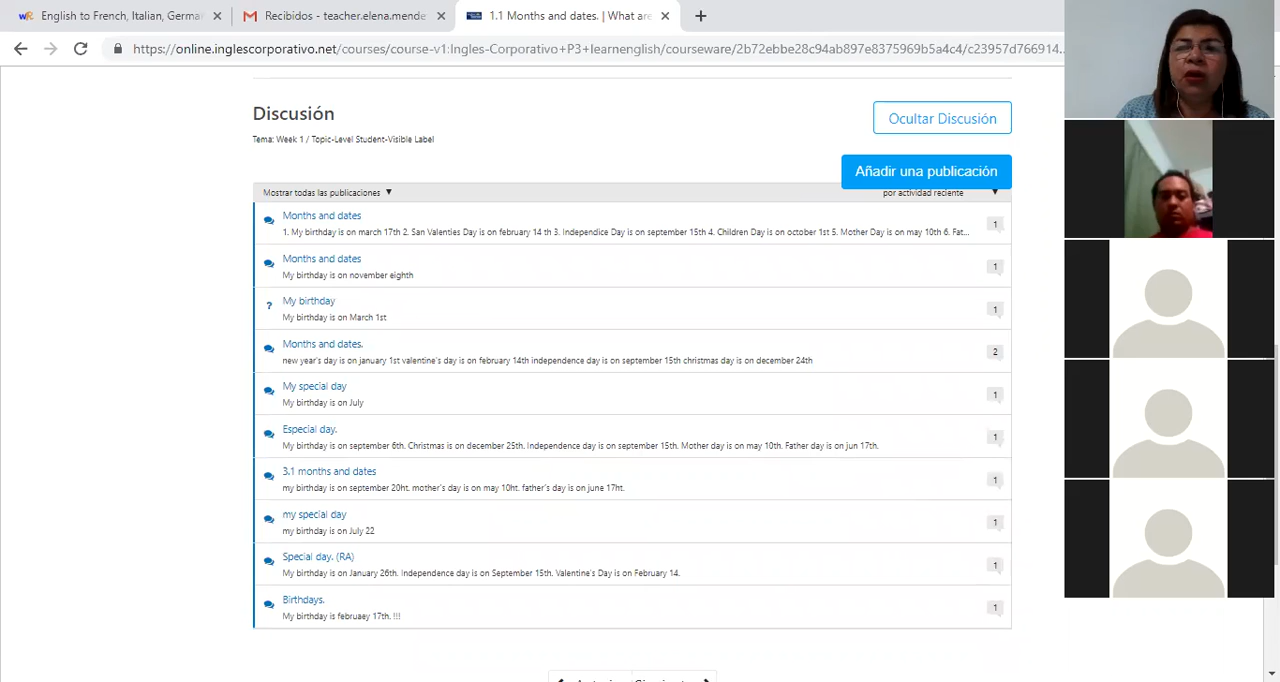 English to French, Italian, Germa
Recibidos - teacher.elena.mende
1.1 Months and dates. | What are
https://online.inglescorporativo.net/courses/course-v1:Ingles-Corporativo+P3+learnenglish/courseware/2b72ebbe28c94ab897e8375969b5a4c4/c23957d766914...
Discusión
Ocultar Discusión
Tema: Week 1 / Topic-Level Student-Visible Label
Añadir una publicación
Mostrar todas las publicaciones
por actividad reciente
Months and dates
1. My birthday is on march 17th 2. San Valenties Day is on february 14 th 3. Independice Day is on september 15th 4. Children Day is on october 1st 5. Mother Day is on may 10th 6. Fat...
1
Months and dates
My birthday is on november eighth
1
?
My birthday
My birthday is on March 1st
1
Months and dates.
new year's day is on january 1st valentine's day is on february 14th independence day is on september 15th christmas day is on december 24th
2
My special day
My birthday is on July
1
Especial day.
My birthday is on september 6th. Christmas is on december 25th. Independence day is on september 15th. Mother day is on may 10th. Father day is on jun 17th.
1
3.1 months and dates
my birthday is on september 20ht. mother's day is on may 10ht. father's day is on june 17ht.
1
my special day
my birthday is on July 22
1
Special day. (RA)
My birthday is on January 26th. Independence day is on September 15th. Valentine's Day is on February 14.
1
Birthdays.
My birthday is februaey 17th. !!!
1